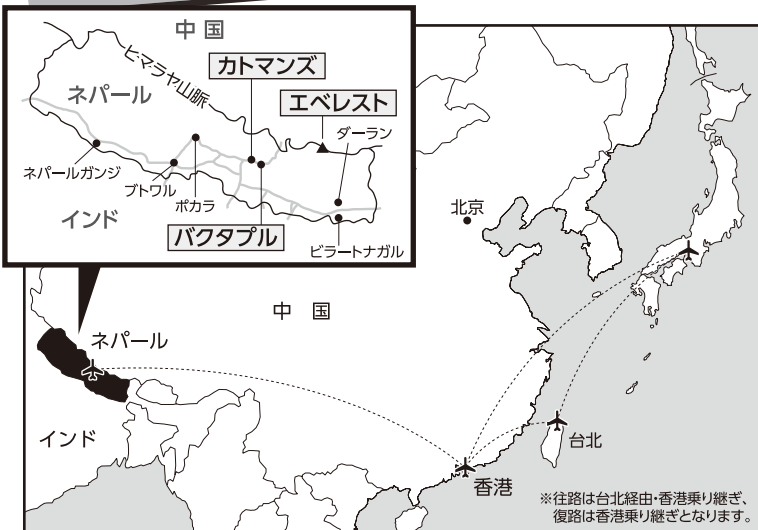 中国
ヒマラヤ山脈
カトマンズ
ネパール
エベレスト
ダーラン
ネパールガンジ
ブトワル
ポカラ
インド
バクタプル
ビラートナガル
北京
中国
ネパール
インド
台北
香港
※往路は台北経由・香港乗り継ぎ、
復路は香港乗り継ぎとなります。